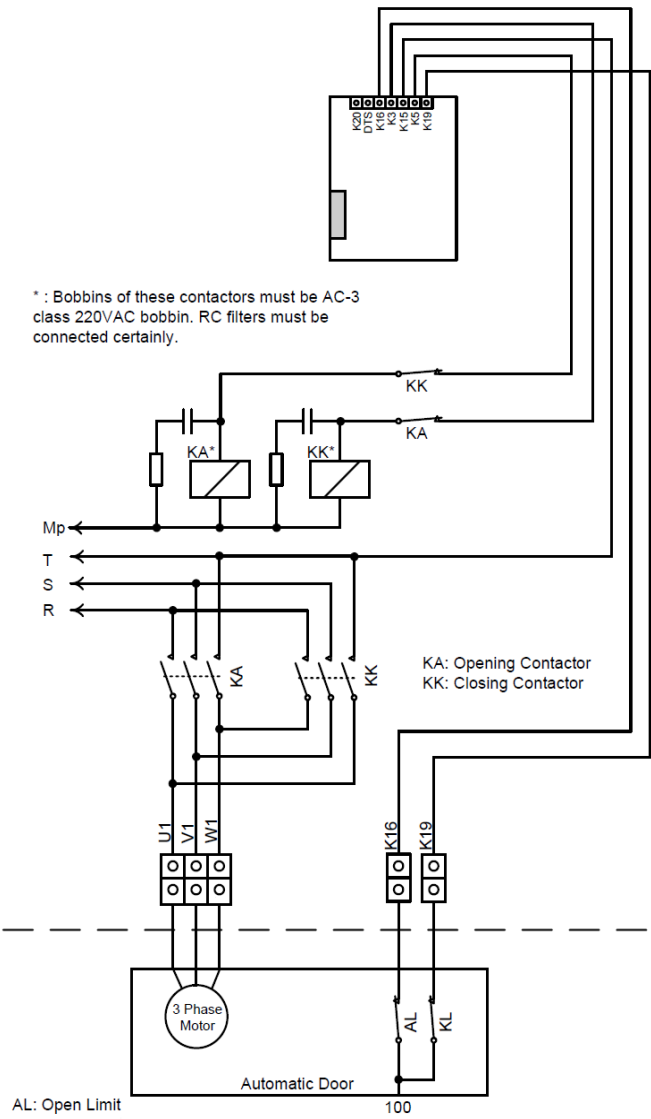 K20
DTS
K16
K3
K15
K5
K19
* : Bobbins of these contactors must be AC-3
class 220VAC bobbin. RC filters must be
connected certainly.
KK
KA
KA*
KK*
Mp
T
S
R
KA
KK
KA: Opening Contactor
KK: Closing Contactor
U1
V1
W1
K16
K19
3 Phase
Motor
AL
KL
Automatic Door
AL: Open Limit
100